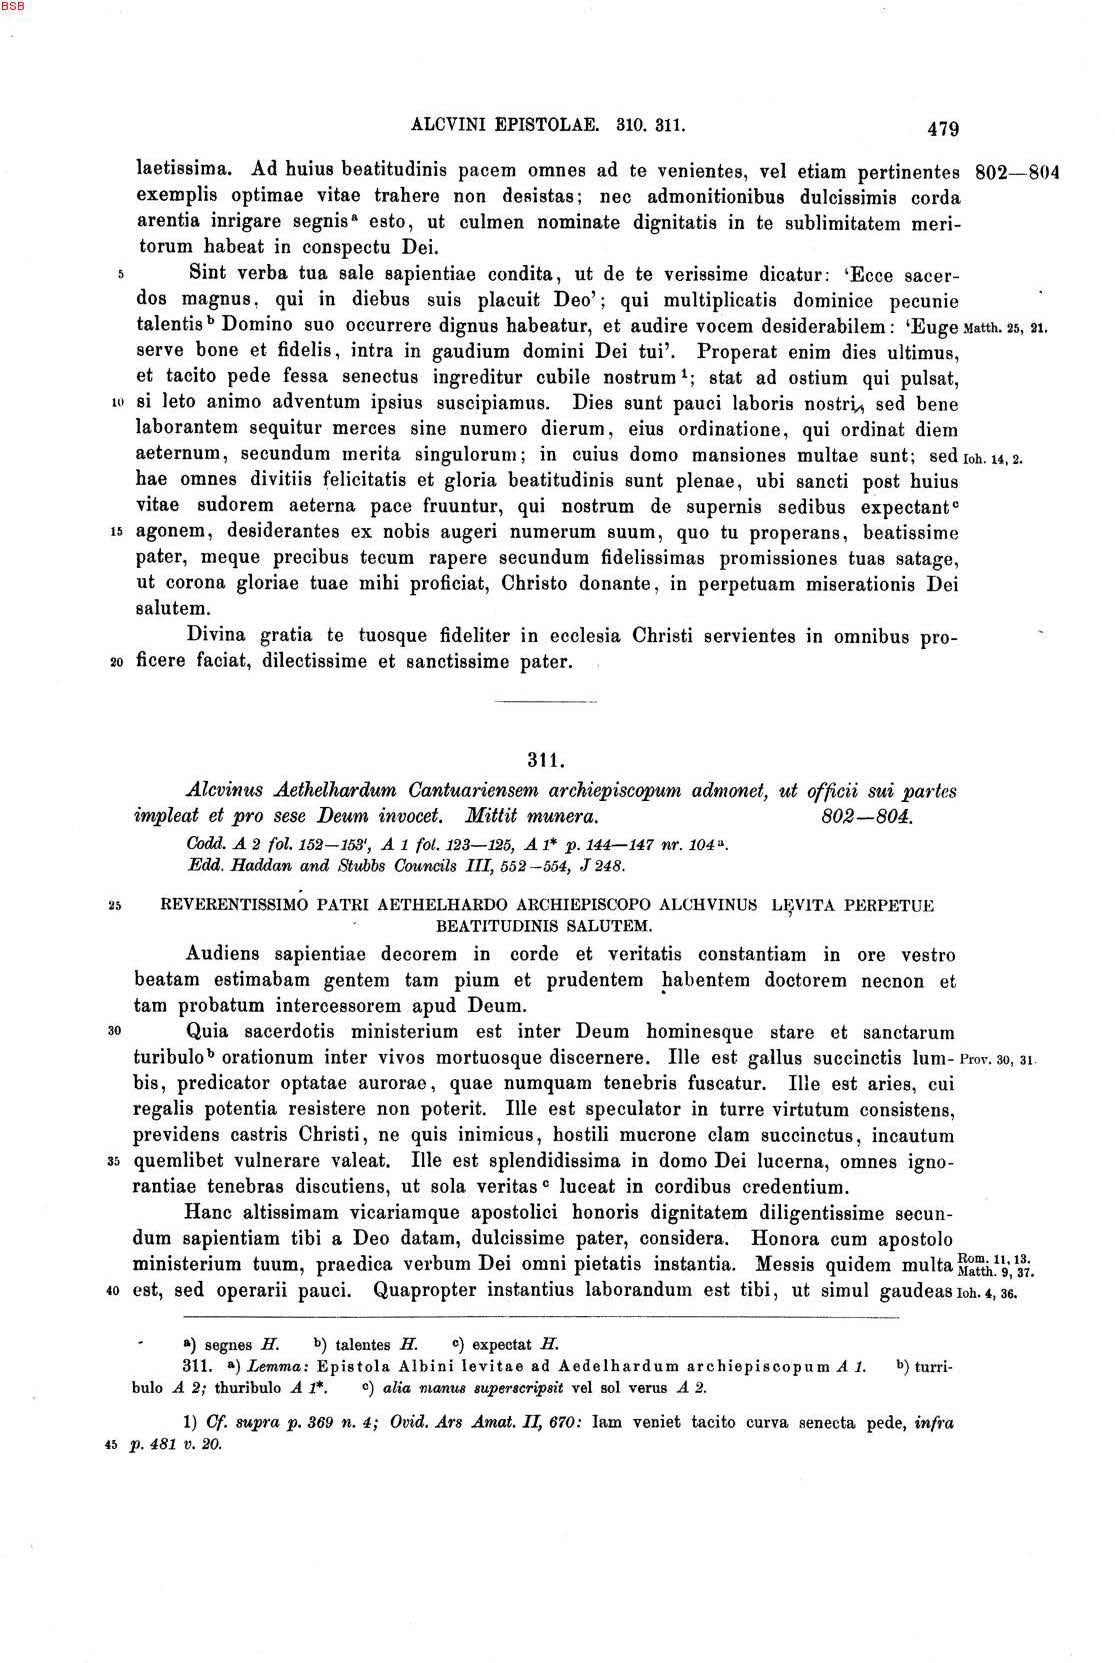 BSB
ALCVINI EPISTOLAE. 310. 311. 479
laetissima. Ad huius beatitudinis pacem omnes ad te venientes, vel etiam pertinentes 802—804
exemplis optimae vitae trahere non desistas; nec admonitionibus dulcissimis corda
arentia inrigare segnis a esto, ut culmen nominate dignitatis in te sublimitatem meri-
torum habeat in conspectu Dei.
5 Sint verba tua sale sapientiae condita, ut de te verissime dicatur: ‘Ecce sacer-
dos magnus, qui in diebus suis placuit Deo’; qui multiplicatis dominice pecunie
talentis b Domino suo occurrere dignus habeatur, et audire vocem desiderabilem: ‘Euge Matth. 25, 21.
serve bone et fidelis, intra in gaudium domini Dei tui’. Properat enim dies ultimus,
et tacito pede fessa senectus ingreditur cubile nostrum 1; stat ad ostium qui pulsat,
10 si leto animo adventum ipsius suscipiamus. Dies sunt pauci laboris nostri, sed bene
laborantem sequitur merces sine numero dierum, eius ordinatione, qui ordinat diem
aeternum, secundum merita singulorum; in cuius domo mansiones multae sunt; sed Ioh. 14, 2.
hae omnes divitiis felicitatis et gloria beatitudinis sunt plenae, ubi sancti post huius
vitae sudorem aeterna pace fruuntur, qui nostrum de supernis sedibus expectant c
15 agonem, desiderantes ex nobis augeri numerum suum, quo tu properans, beatissime
pater, meque precibus tecum rapere secundum fidelissimas promissiones tuas satage,
ut corona gloriae tuae mihi proficiat, Christo donante, in perpetuam miserationis Dei
salutem.
Divina gratia te tuosque fideliter in ecclesia Christi servientes in omnibus pro-
20 ficere faciat, dilectissime et sanctissime pater.
311.
Alcvinus Aethelhardum Cantuariensem archiepiscopum admonet, ut officii sui partes
impleat et pro sese Deum invocet. Mittit munera. 802—804.
Codd. A 2 fol. 152—153', A 1 fol. 123—125, A 1* p. 144—147 nr. 104 a.
Edd. Haddan and Stubbs Councils III, 552—554, J 248.
25 REVERENTISSIMO PATRI AETHELHARDO ARCHIEPISCOPO ALCHVINUS LĘVITA PERPETUE
BEATITUDINIS SALUTEM.
Audiens sapientiae decorem in corde et veritatis constantiam in ore vestro
beatam estimabam gentem tam pium et prudentem habentem doctorem necnon et
tam probatum intercessorem apud Deum.
30 Quia sacerdotis ministerium est inter Deum hominesque stare et sanctarum
turibulo b orationum inter vivos mortuosque discernere. Ille est gallus succinctis lum- Prov. 30, 31.
bis, predicator optatae aurorae, quae numquam tenebris fuscatur. Ille est aries, cui
regalis potentia resistere non poterit. Ille est speculator in turre virtutum consistens,
previdens castris Christi, ne quis inimicus, hostili mucrone clam succinctus, incautum
35 quemlibet vulnerare valeat. Ille est splendidissima in domo Dei lucerna, omnes igno-
rantiae tenebras discutiens, ut sola veritas c luceat in cordibus credentium.
Hanc altissimam vicariamque apostolici honoris dignitatem diligentissime secun-
dum sapientiam tibi a Deo datam, dulcissime pater, considera. Honora cum apostolo
ministerium tuum, praedica verbum Dei omni pietatis instantia. Messis quidem multa Rom. 11, 13. Matth. 9, 37.
40 est, sed operarii pauci. Quapropter instantius laborandum est tibi, ut simul gaudeas Ioh. 4, 36.
a) segnes H. b) talentes H. c) expectat H.
311. a) Lemma: Epistola Albini levitae ad Aedelhardum archiepiscopum A 1. b) turri-
bulo A 2; thuribulo A 1*. c) alia manus superscripsit vel sol verus A 2.
1) Cf. supra p. 369 n. 4; Ovid. Ars Amat. II, 670: Iam veniet tacito curva senecta pede, infra
45 p. 481 v. 20.